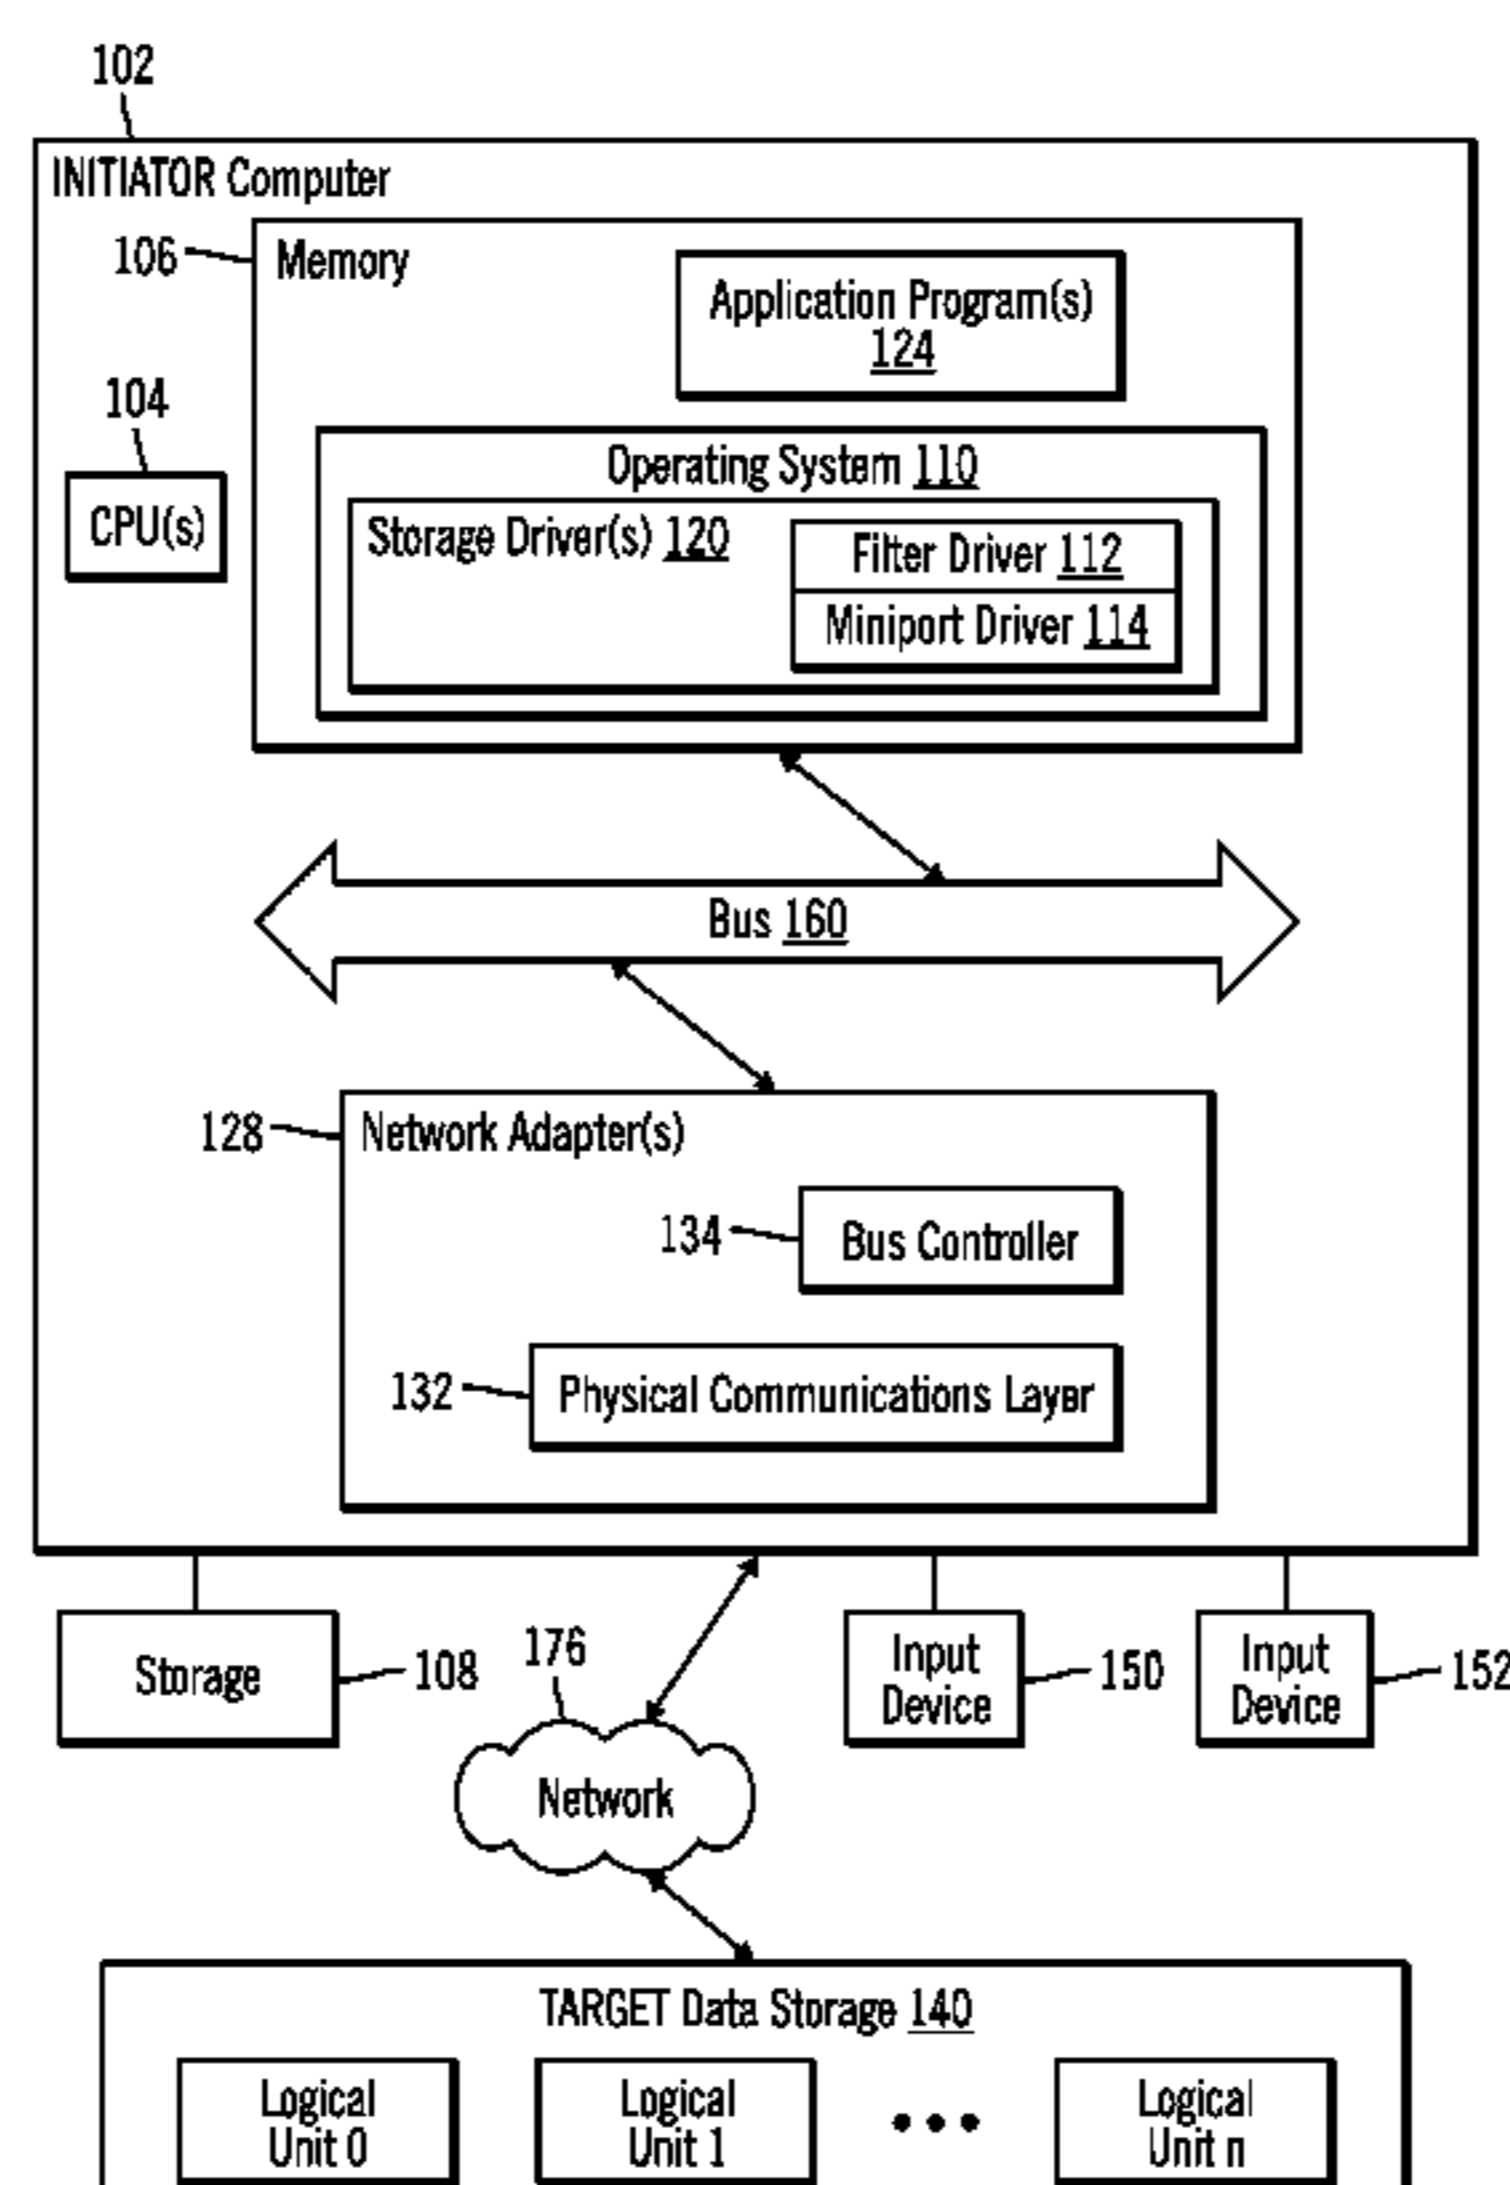 102
INITIATOR Computer
106
Memory
Application Program(s)
124
104
CPU(s)
Operating System 110
Storage Driver(s) 120
Filter Driver 112
Miniport Driver 114
Bus 160
128
Network Adapter(s)
134
Bus Controller
132
Physical Communications Layer
Storage
108
176
Network
Input
Device
150
Input
Device
152
TARGET Data Storage 140
Logical
Unit 0
Logical
Unit 1
•••
Logical
Unit n